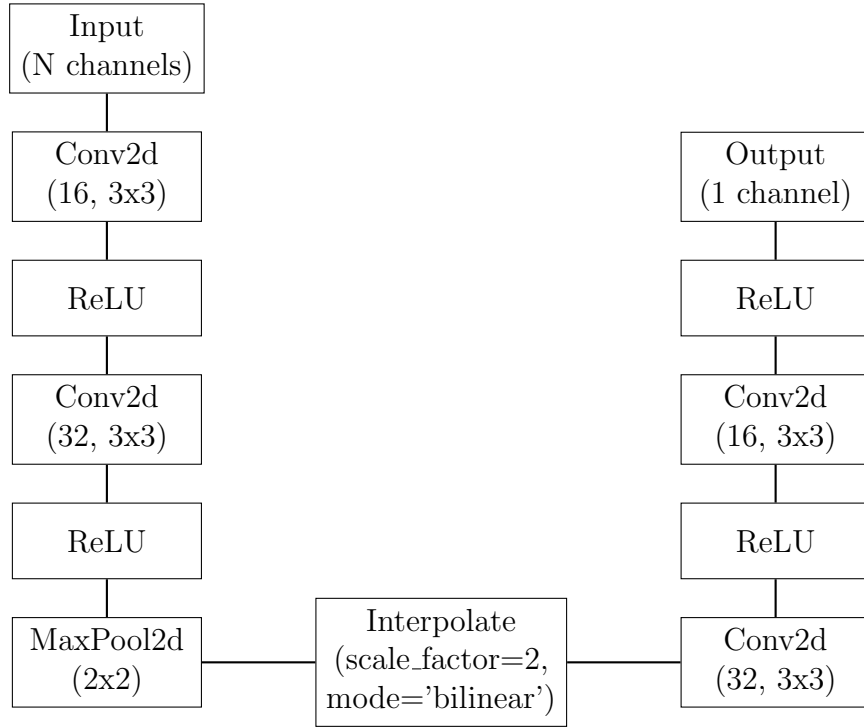 Input
(N channels)
Conv2d
(16, 3x3)
ReLU
Conv2d
(32, 3x3)
ReLU
MaxPool2d
(2x2)
Interpolate
(scale_factor=2,
mode='bilinear')
Conv2d
(32, 3x3)
ReLU
Conv2d
(16, 3x3)
ReLU
Output
(1 channel)